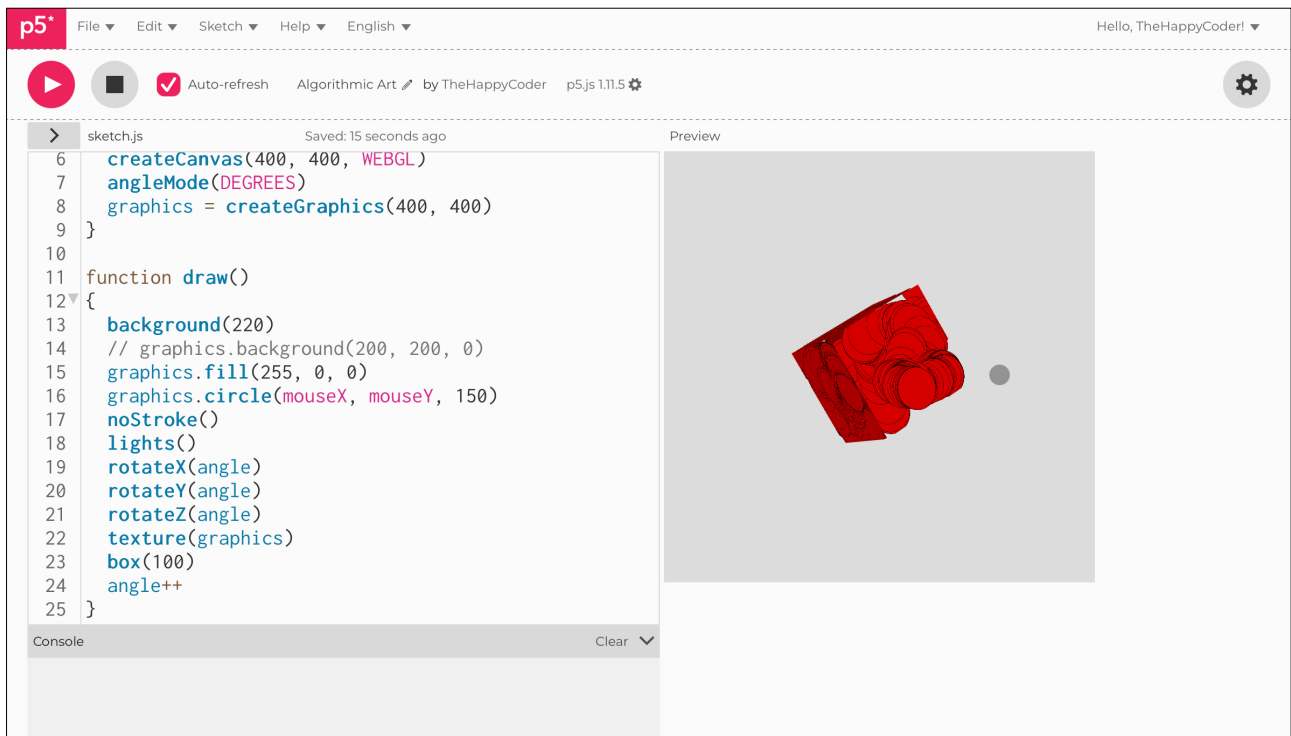 p5* File Edit Sketch Help English Hello, TheHappyCoder!
Auto-refresh Algorithmic Art by TheHappyCoder p5.js 1.11.5
sketch.js Saved: 15 seconds ago Preview
6 createCanvas(400, 400, WEBGL)
7 angleMode(DEGREES)
8 graphics = createGraphics(400, 400)
9 }
10
11 function draw()
12 {
13 background(220)
14 // graphics.background(200, 200, 0)
15 graphics.fill(255, 0, 0)
16 graphics.circle(mouseX, mouseY, 150)
17 noStroke()
18 lights()
19 rotateX(angle)
20 rotateY(angle)
21 rotateZ(angle)
22 texture(graphics)
23 box(100)
24 angle++
25 }
Console Clear